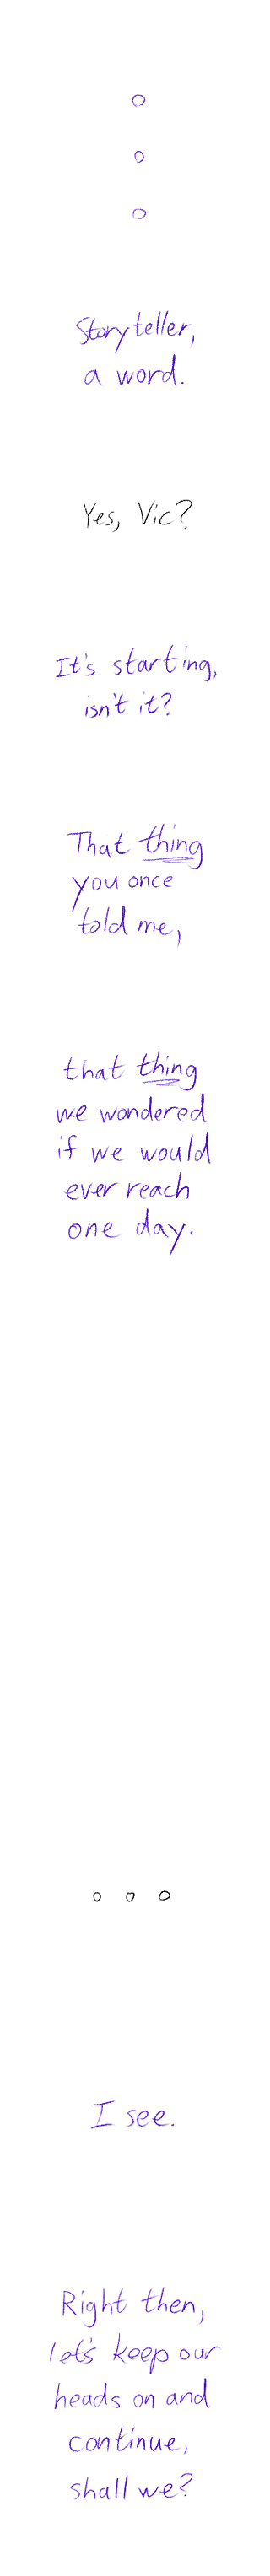 Storyteller,
a word.
Yes, Vic?
It's starting,
isn't it?
That thing
you once
told me,
that thing
we wondered
if we would
ever reach
one day.
I see.
Right then,
let's keep our
heads on and
continue,
shall we?